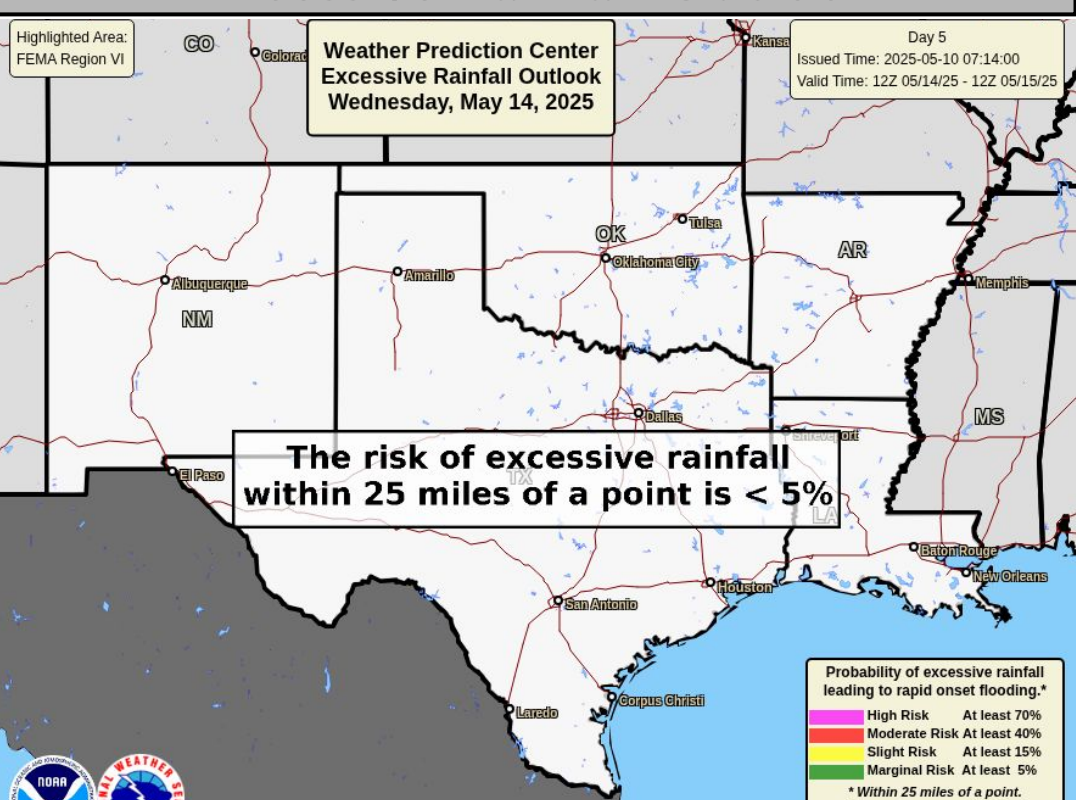 Highlighted Area:
FEMA Region VI
Weather Prediction Center
Excessive Rainfall Outlook
Wednesday, May 14, 2025
Day 5
Issued Time: 2025-05-10 07:14:00
Valid Time: 12Z 05/14/25 - 12Z 05/15/25
CO
Colorad
Kansa
Tulsa
OK
Oklahoma City
AR
Amarillo
Albuquerque
Memphis
NM
Dallas
MS
Shreveport
The risk of excessive rainfall
within 25 miles of a point is < 5%
El Paso
TX
LA
Baton Rouge
New Orleans
Houston
San Antonio
Corpus Christi
Laredo
Probability of excessive rainfall
leading to rapid onset flooding.*
High Risk At least 70%
Moderate Risk At least 40%
Slight Risk At least 15%
Marginal Risk At least 5%
* Within 25 miles of a point.
NOAA
WEATHER